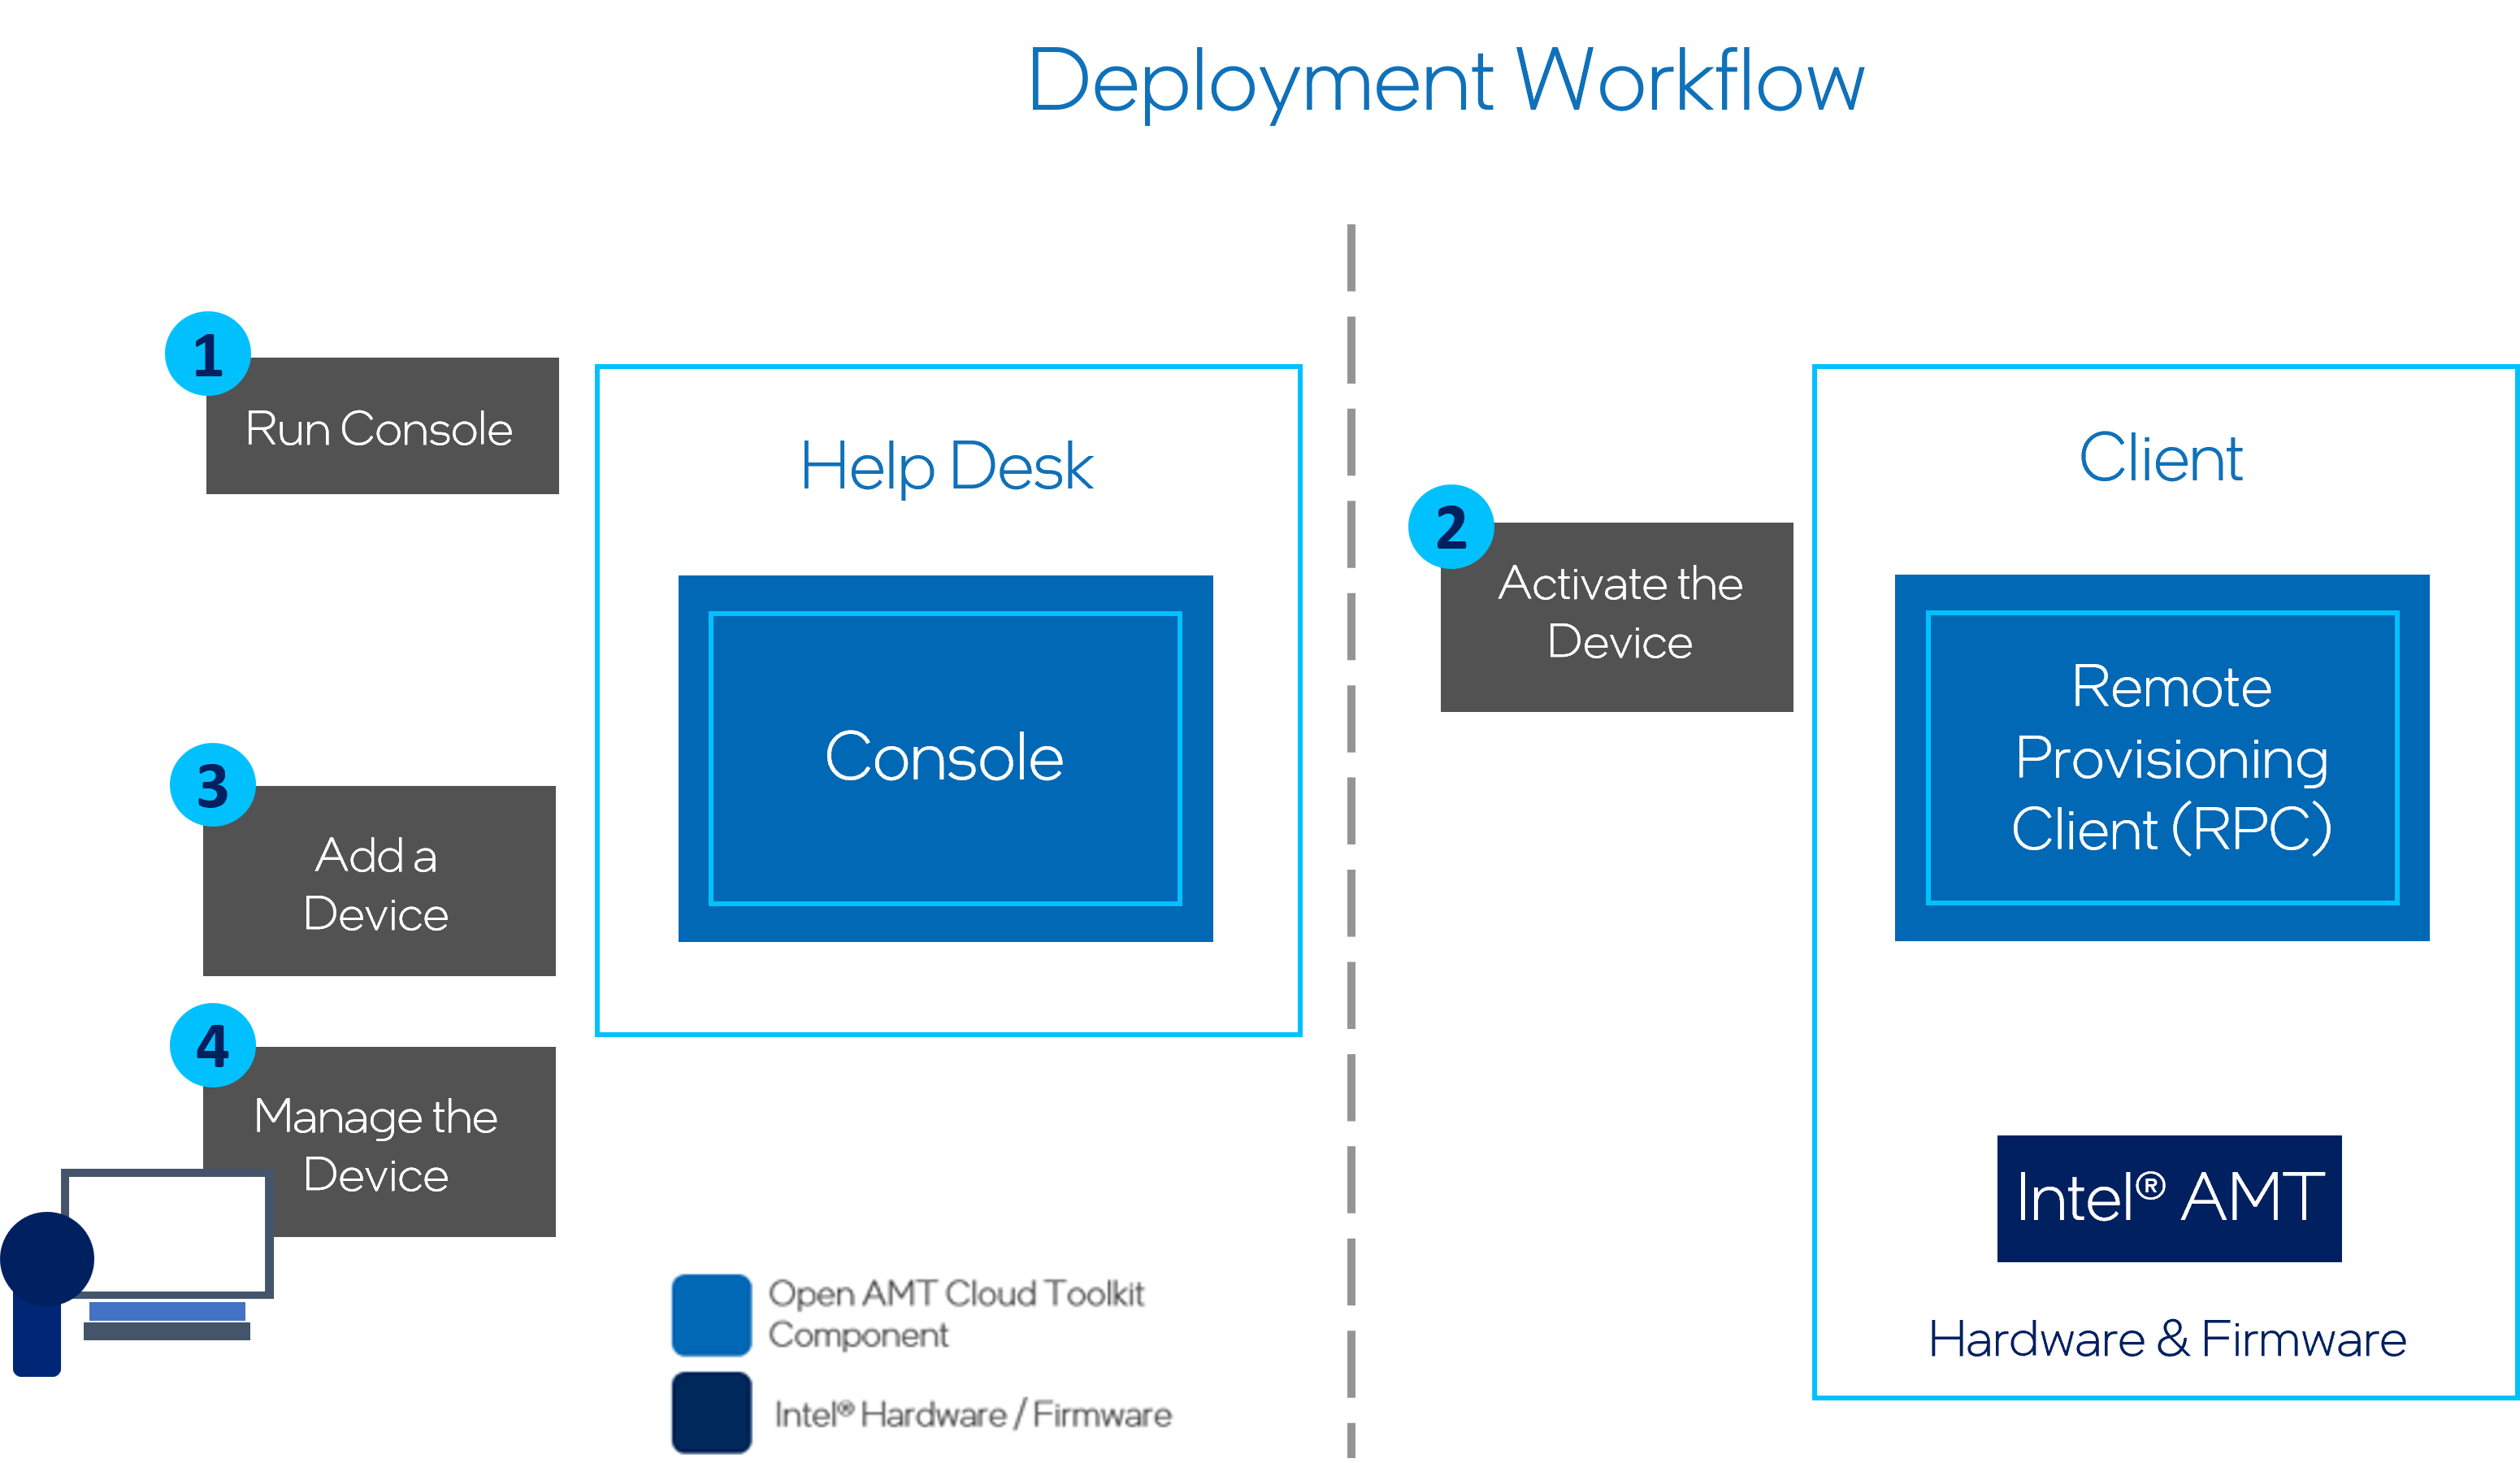 Deployment Workflow
1
Run Console
Help Desk
Console
3
Add a
Device
4
Manage the
Device
2
Activate the
Device
Client
Remote
Provisioning
Client (RPC)
Intel® AMT
Hardware & Firmware
Open AMT Cloud Toolkit
Component
Intel® Hardware / Firmware